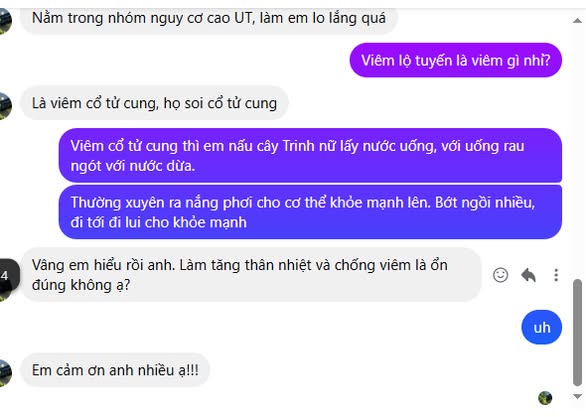 Nằm trong nhóm nguy cơ cao UT, làm em lo lắng quá
Viêm lộ tuyến là viêm gì nhỉ?
Là viêm cổ tử cung, họ soi cổ tử cung
Viêm cổ tử cung thì em nấu cây Trinh nữ lấy nước uống, với uống rau
ngót với nước dừa.
Thường xuyên ra nắng phơi cho cơ thể khỏe mạnh lên. Bớt ngồi nhiều,
đi tới đi lui cho khỏe mạnh
Vâng em hiểu rồi anh. Làm tăng thân nhiệt và chống viêm là ổn
đúng không ạ?
4
uh
Em cảm ơn anh nhiều ạ!!!